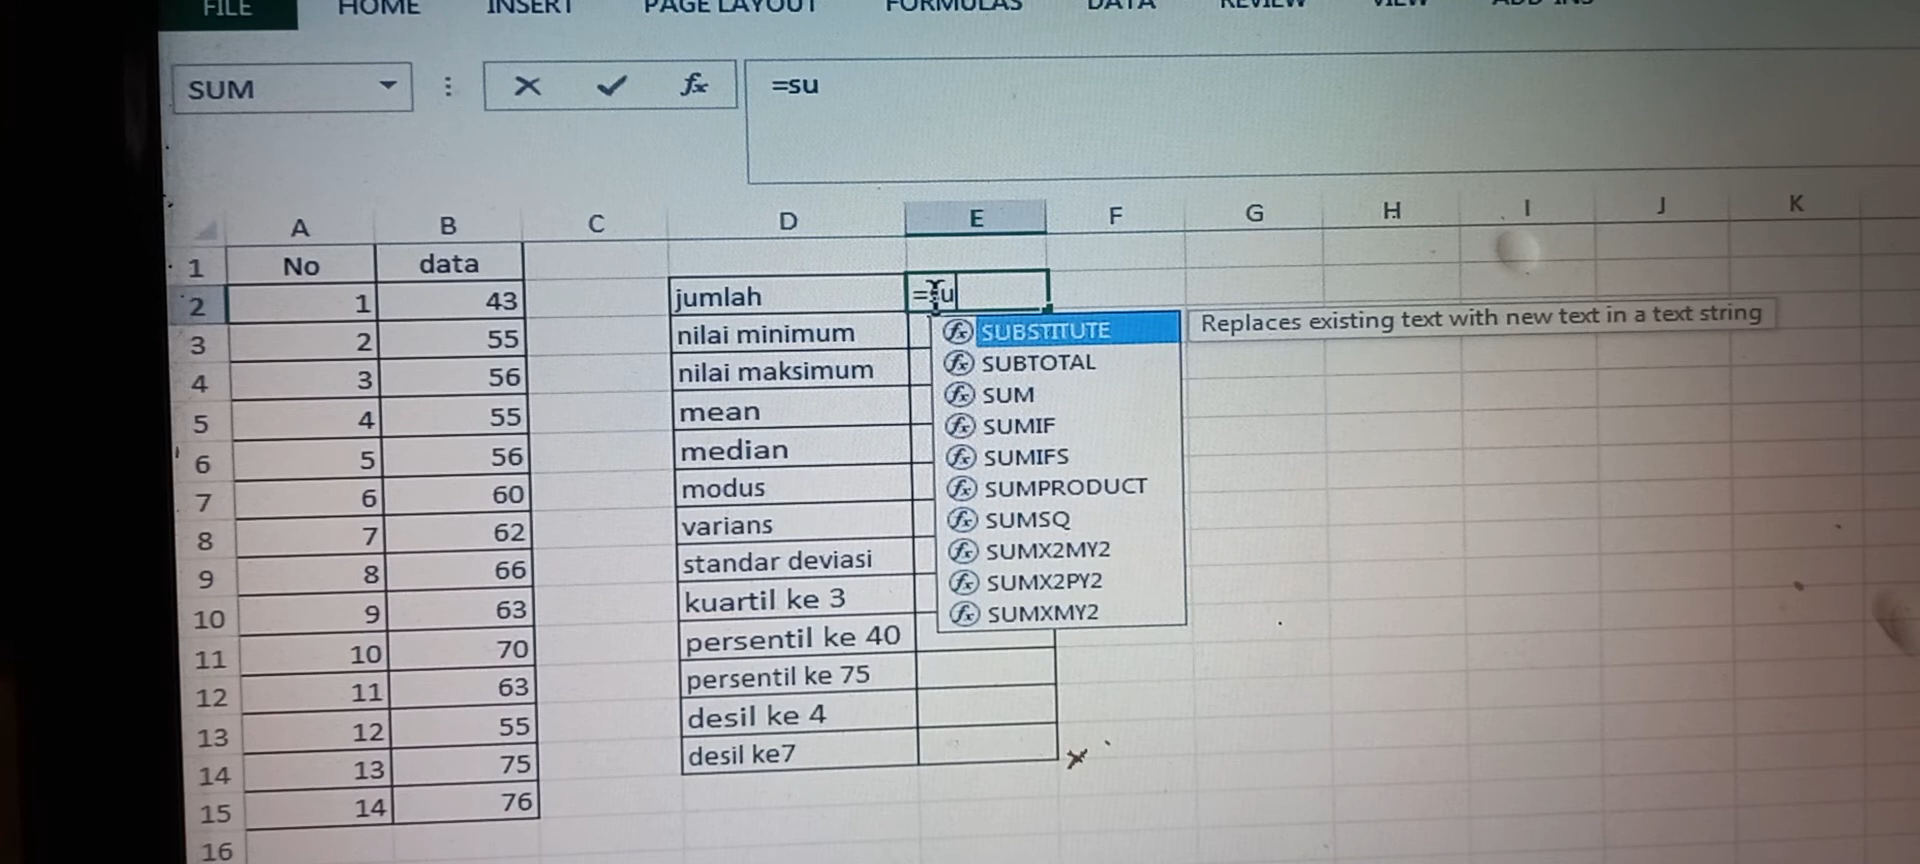 FILE HOME INSERT PAGE LAYOUT FORMULAS DATA REVIEW VIEW ADD-INS
SUM =su
A B C D E F G H I J K
1 No data
2 1 43 jumlah =su
3 2 55 nilai minimum
4 3 56 nilai maksimum
5 4 55 mean
6 5 56 median
7 6 60 modus
8 7 62 varians
9 8 66 standar deviasi
10 9 63 kuartil ke 3
11 10 70 persentil ke 40
12 11 63 persentil ke 75
13 12 55 desil ke 4
14 13 75 desil ke7
15 14 76
16
SUBSTITUTE Replaces existing text with new text in a text string
SUBTOTAL
SUM
SUMIF
SUMIFS
SUMPRODUCT
SUMSQ
SUMX2MY2
SUMX2PY2
SUMXMY2